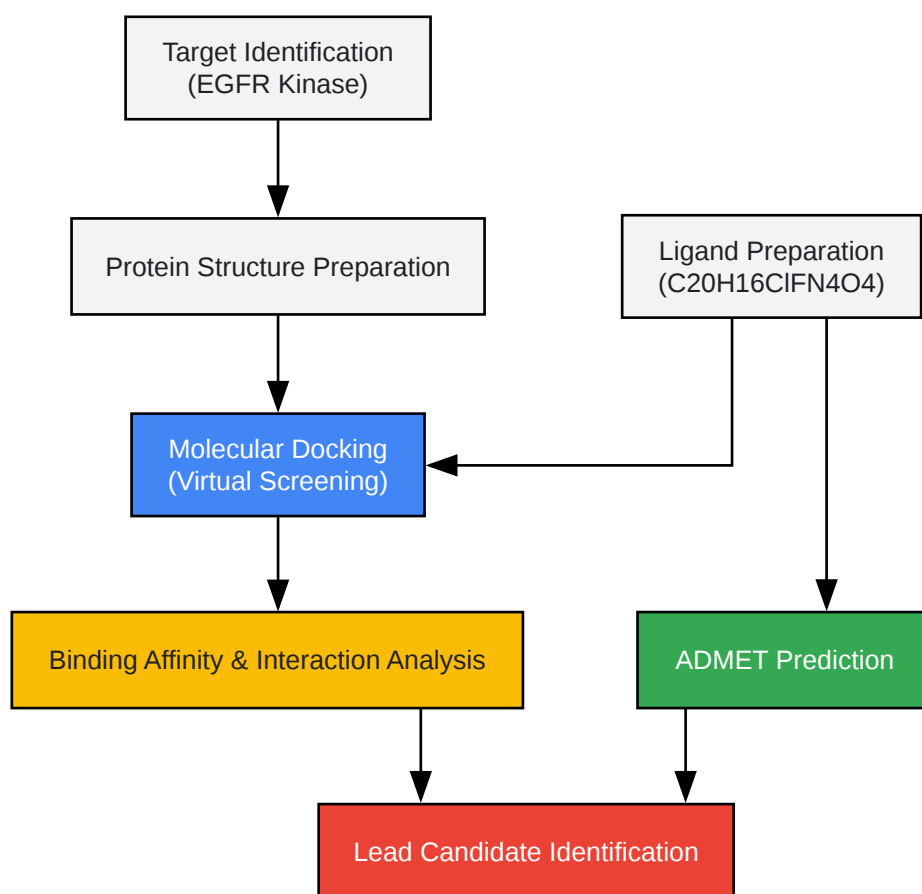 Target Identification
(EGFR Kinase)
Protein Structure Preparation
Ligand Preparation
(C20H16ClFN4O4)
Molecular Docking
(Virtual Screening)
Binding Affinity & Interaction Analysis
ADMET Prediction
Lead Candidate Identification